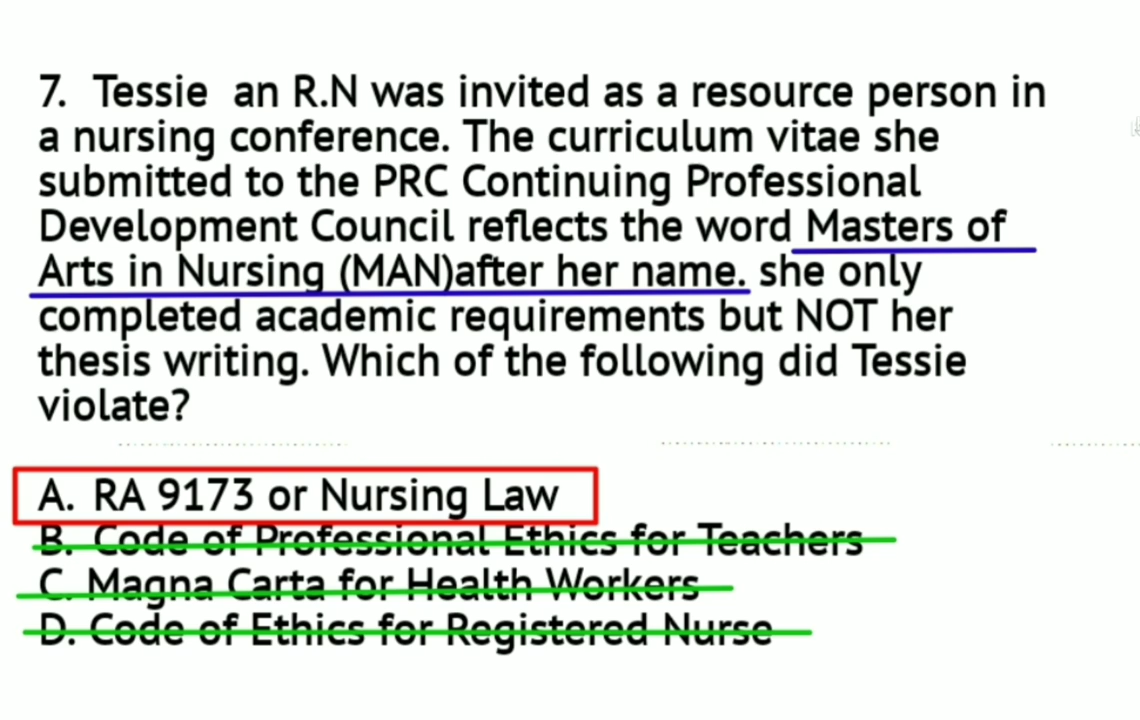 7. Tessie an R.N was invited as a resource person in
a nursing conference. The curriculum vitae she
submitted to the PRC Continuing Professional
Development Council reflects the word Masters of
Arts in Nursing (MAN)after her name. she only
completed academic requirements but NOT her
thesis writing. Which of the following did Tessie
violate?
A. RA 9173 or Nursing Law
B. Code of Professional Ethics for Teachers
C. Magna Carta for Health Workers
D. Code of Ethics for Registered Nurse